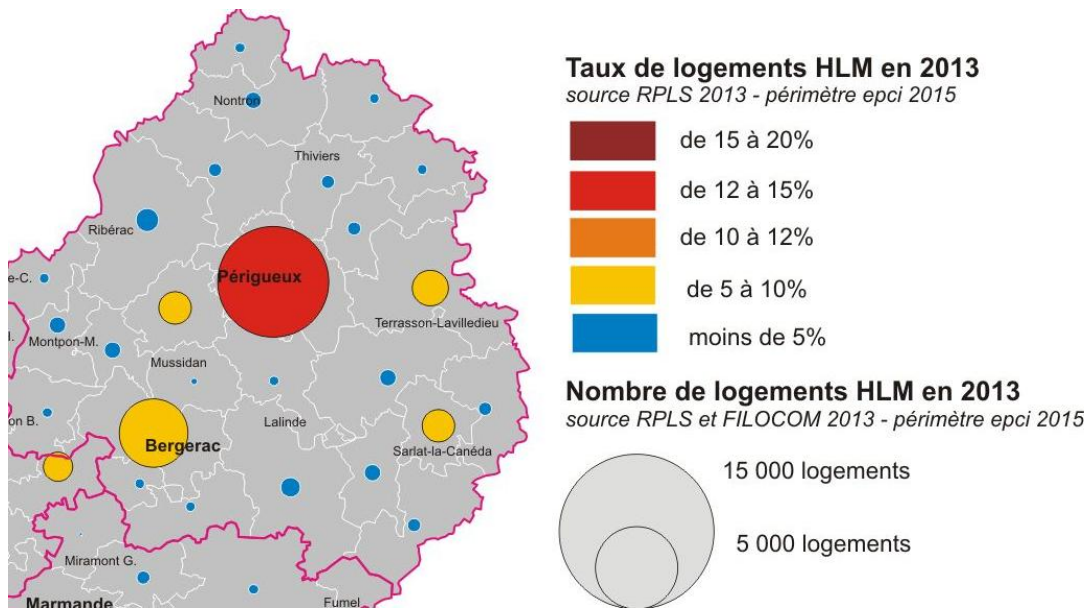 Nontron
Thiviers
Ribérac
Périgueux
e-C.
Terrasson-Lavilledieu
l.
Montpon-M.
Mussidan
on B.
Lalinde
Bergerac
Sarlat-la-Canéda
Miramont G.
Marmande
Fumel
Taux de logements HLM en 2013
source RPLS 2013 - périmètre epci 2015
de 15 à 20%
de 12 à 15%
de 10 à 12%
de 5 à 10%
moins de 5%
Nombre de logements HLM en 2013
source RPLS et FILOCOM 2013 - périmètre epci 2015
15 000 logements
5 000 logements